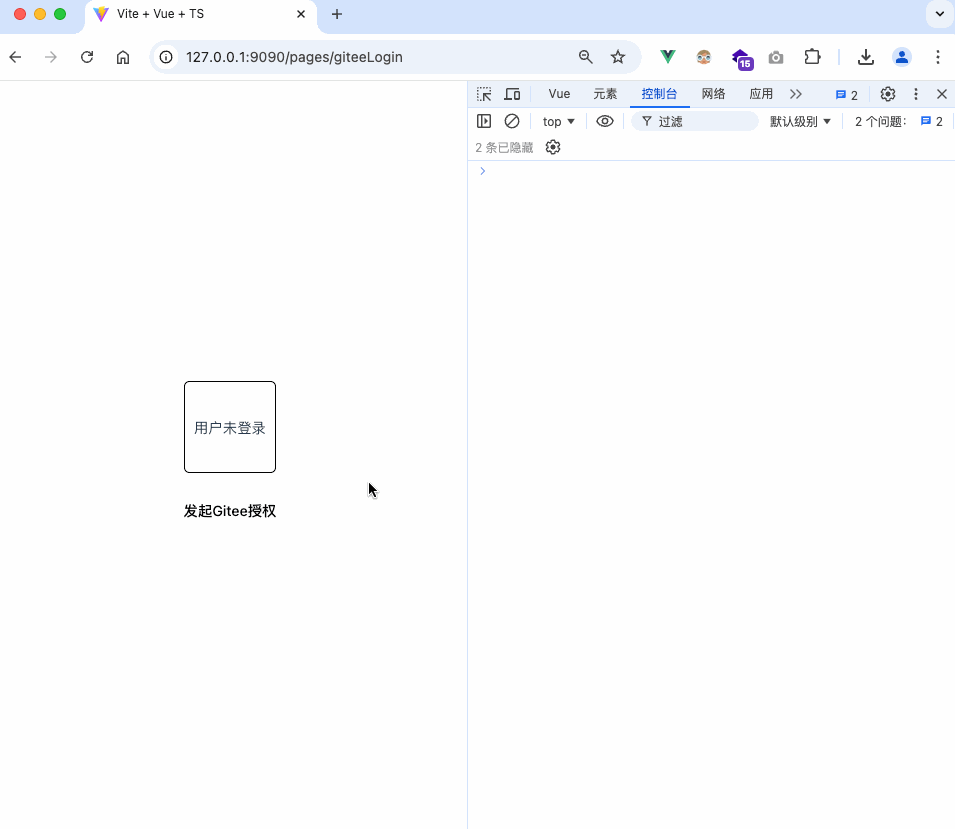 Vite + Vue + TS
127.0.0.1:9090/pages/giteeLogin
15
Vue 元素 控制台 网络 应用 2
top 过滤 默认级别 2 个问题: 2
2 条已隐藏
用户未登录
发起Gitee授权